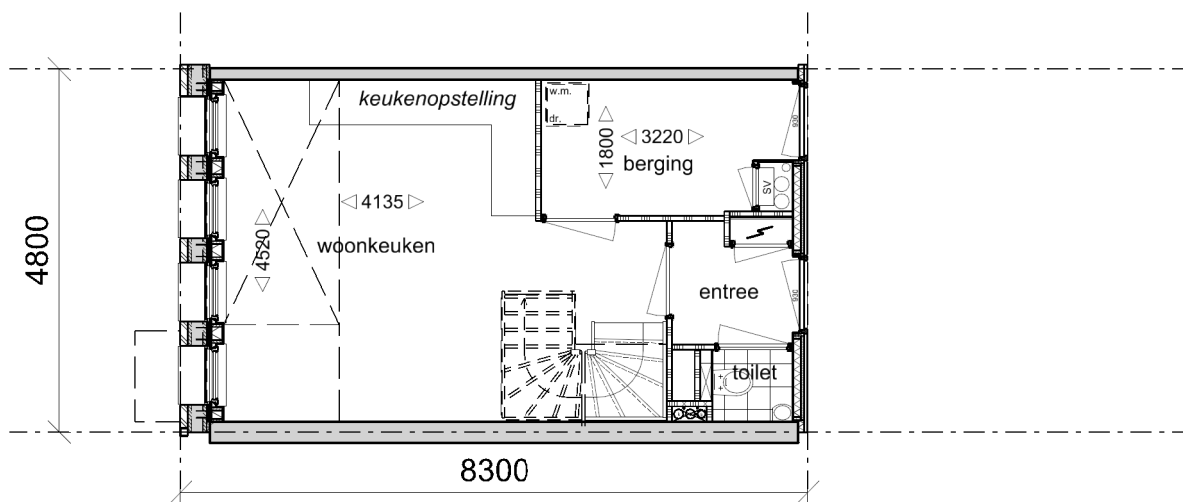 w.m.
keukenopstelling
dr.
1800
3220
930
berging
SV
4135
4520
woonkeuken
4800
entree
930
toilet
8300